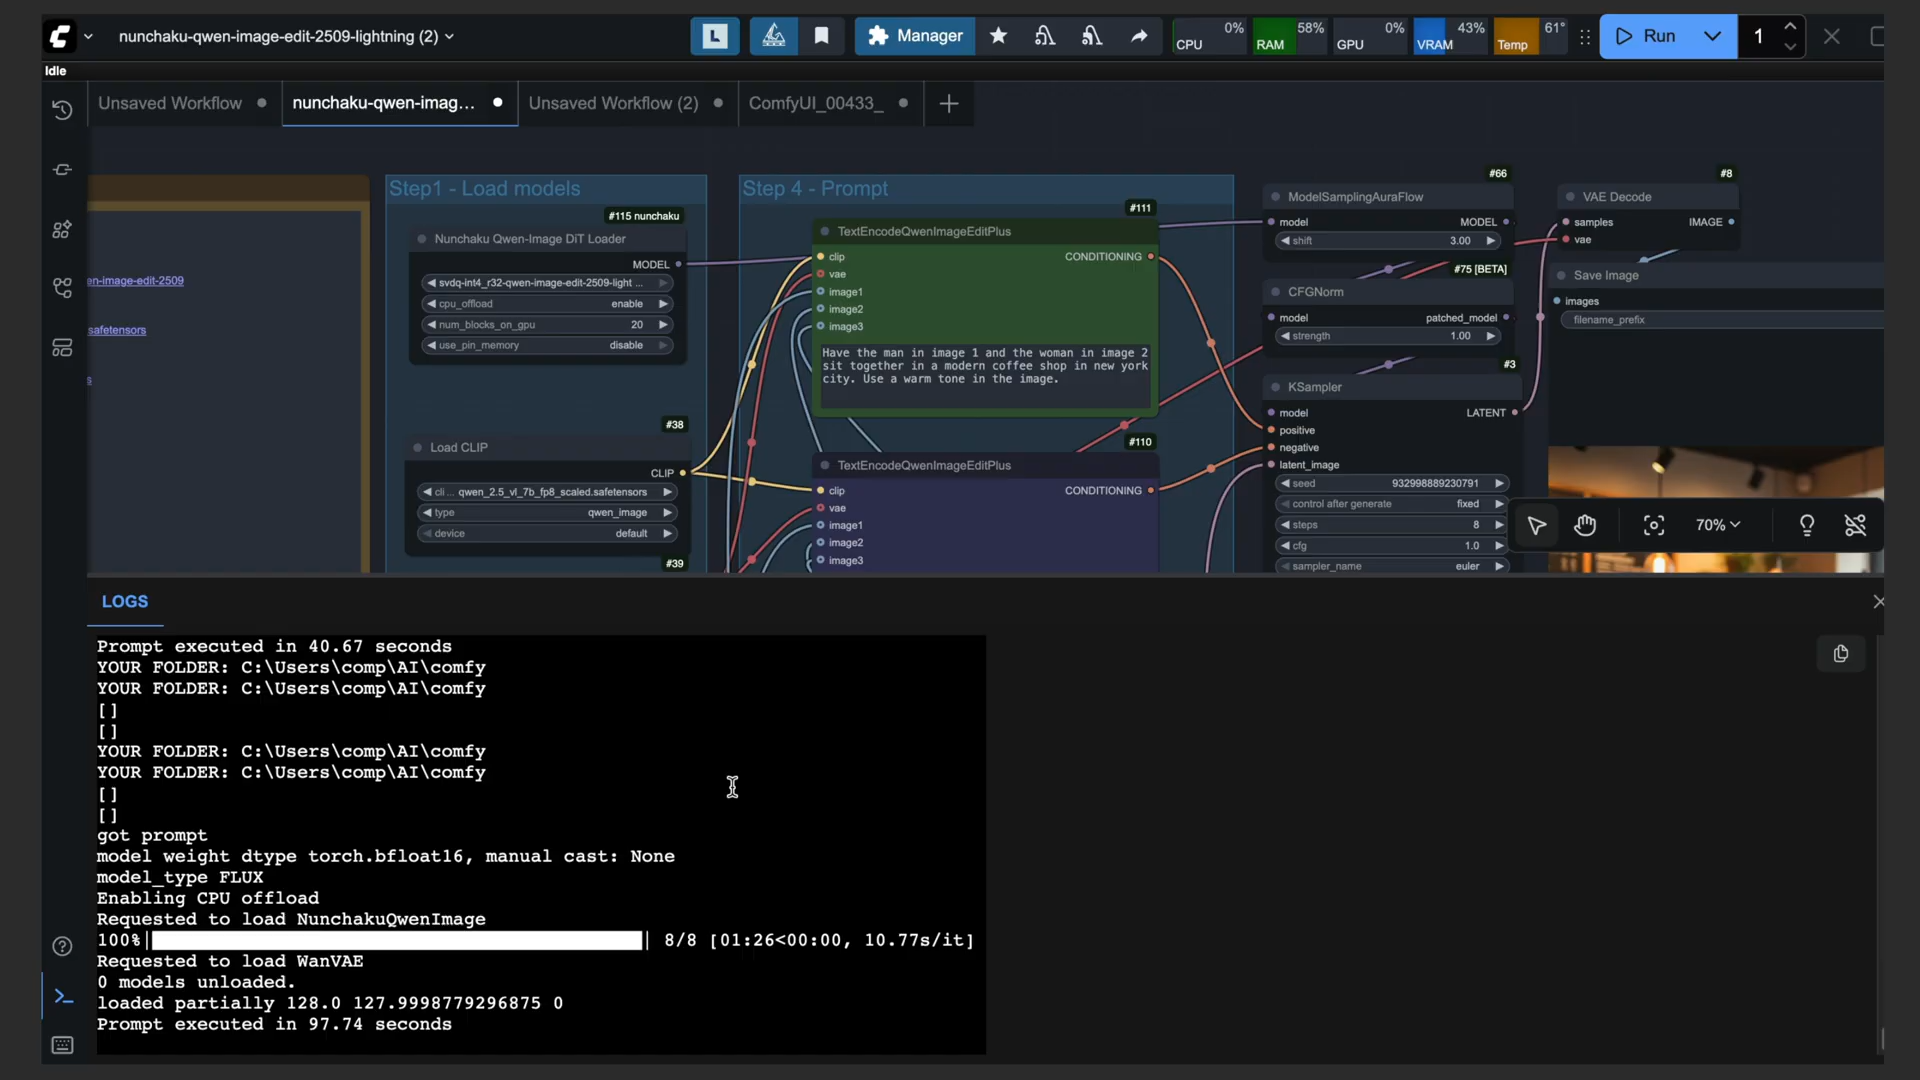 nunchaku-qwen-image-edit-2509-lightning (2)
L
Manager
CPU 0%
RAM 58%
GPU 0%
VRAM 43%
Temp 61°
Run
1
Idle
Unsaved Workflow
nunchaku-qwen-imag...
Unsaved Workflow (2)
ComfyUI_00433_
en-image-edit-2509
safetensors
s
Step1 - Load models
#115 nunchaku
Nunchaku Qwen-Image DiT Loader
MODEL
svdq-int4_r32-qwen-image-edit-2509-light ...
cpu_offload enable
num_blocks_on_gpu 20
use_pin_memory disable
#38
Load CLIP
CLIP
cli ... qwen_2.5_vl_7b_fp8_scaled.safetensors
type qwen_image
device default
#39
Step 4 - Prompt
#111
TextEncodeQwenImageEditPlus
clip CONDITIONING
vae
image1
image2
image3
Have the man in image 1 and the woman in image 2
sit together in a modern coffee shop in new york
city. Use a warm tone in the image.
#110
TextEncodeQwenImageEditPlus
clip CONDITIONING
vae
image1
image2
image3
#66
ModelSamplingAuraFlow
model MODEL
shift 3.00
#75 [BETA]
CFGNorm
model patched_model
strength 1.00
#3
KSampler
model LATENT
positive
negative
latent_image
seed 932998889230791
control after generate fixed
steps 8
cfg 1.0
sampler_name euler
#8
VAE Decode
samples IMAGE
vae
Save Image
images
filename_prefix
70%
LOGS
Prompt executed in 40.67 seconds
YOUR FOLDER: C:\Users\comp\AI\comfy
YOUR FOLDER: C:\Users\comp\AI\comfy
[]
[]
YOUR FOLDER: C:\Users\comp\AI\comfy
YOUR FOLDER: C:\Users\comp\AI\comfy
[]
[]
got prompt
model weight dtype torch.bfloat16, manual cast: None
model_type FLUX
Enabling CPU offload
Requested to load NunchakuQwenImage
100%| | 8/8 [01:26<00:00, 10.77s/it]
Requested to load WanVAE
0 models unloaded.
loaded partially 128.0 127.9998779296875 0
Prompt executed in 97.74 seconds